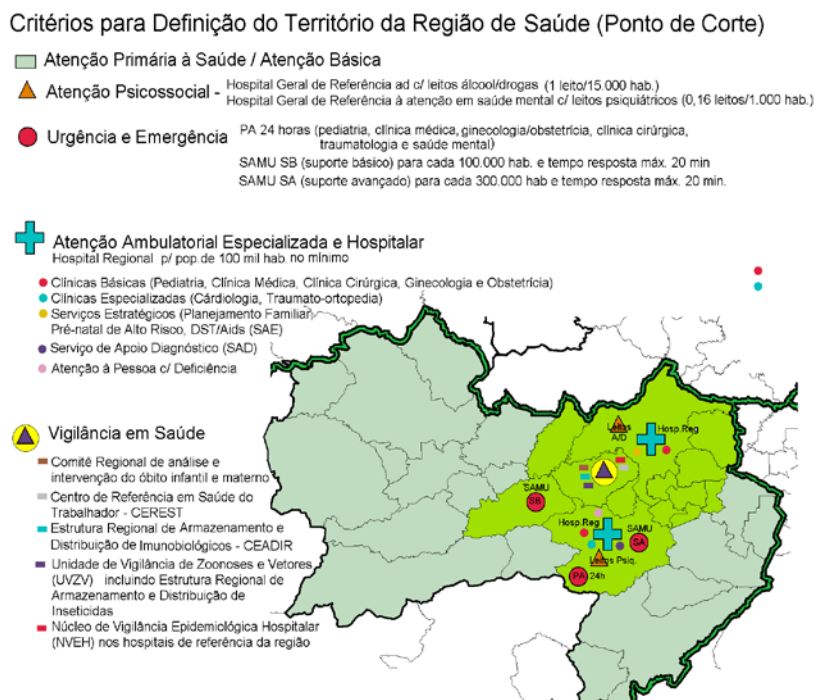 Critérios para Definição do Território da Região de Saúde (Ponto de Corte)
Atenção Primária à Saúde / Atenção Básica
Atenção Psicossocial - Hospital Geral de Referência ad c/ leitos álcool/drogas (1 leito/15.000 hab.)
Hospital Geral de Referência à atenção em saúde mental c/ leitos psiquiátricos (0,16 leitos/1.000 hab.)
Urgência e Emergência PA 24 horas (pediatria, clínica médica, ginecologia/obstetrícia, clínica cirúrgica,
traumatologia e saúde mental)
SAMU SB (suporte básico) para cada 100.000 hab. e tempo resposta máx. 20 min
SAMU SA (suporte avançado) para cada 300.000 hab e tempo resposta máx. 20 min.
Atenção Ambulatorial Especializada e Hospitalar
Hospital Regional p/ pop.de 100 mil hab. no mínimo
Clínicas Básicas (Pediatria, Clínica Médica, Clínica Cirúrgica, Ginecologia e Obstetrícia)
Clínicas Especializadas (Cárdiologia, Traumato-ortopedia)
Serviços Estratégicos (Planejamento Familiar,
Pré-natal de Alto Risco, DST/Aids (SAE)
Serviço de Apoio Diagnóstico (SAD)
Atenção à Pessoa c/ Deficiência
Vigilância em Saúde
Comitê Regional de análise e
intervenção do óbito infantil e materno
Centro de Referência em Saúde do
Trabalhador - CEREST
Estrutura Regional de Armazenamento e
Distribuição de Imunobiológicos - CEADIR
Unidade de Vigilância de Zoonoses e Vetores
(UVZV) incluindo Estrutura Regional de
Armazenamento e Distribuição de
Inseticidas
Núcleo de Vigilância Epidemiológica Hospitalar
(NVEH) nos hospitais de referência da região
Leitos
A/D
Hosp.Reg
SAMU
SB
Hosp.Reg
SAMU
SA
Leitos Psiq.
PA 24h